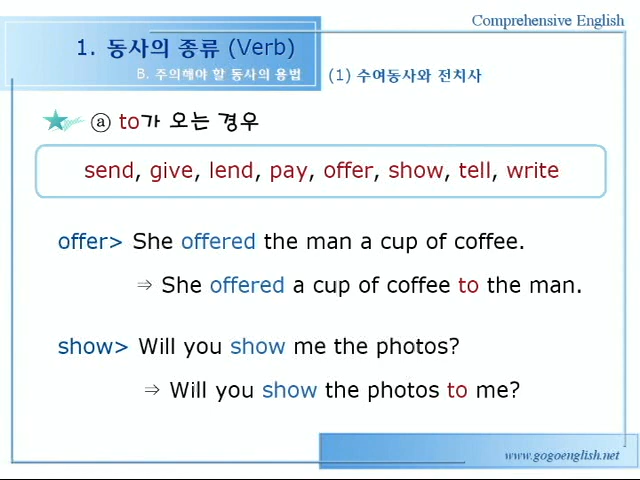 Comprehensive English
1. 동사의 종류 (Verb)
B. 주의해야 할 동사의 용법
(1) 수여동사와 전치사
ⓐ to가 오는 경우
send, give, lend, pay, offer, show, tell, write
offer> She offered the man a cup of coffee.
⇒ She offered a cup of coffee to the man.
show> Will you show me the photos?
⇒ Will you show the photos to me?
www.gogoenglish.net